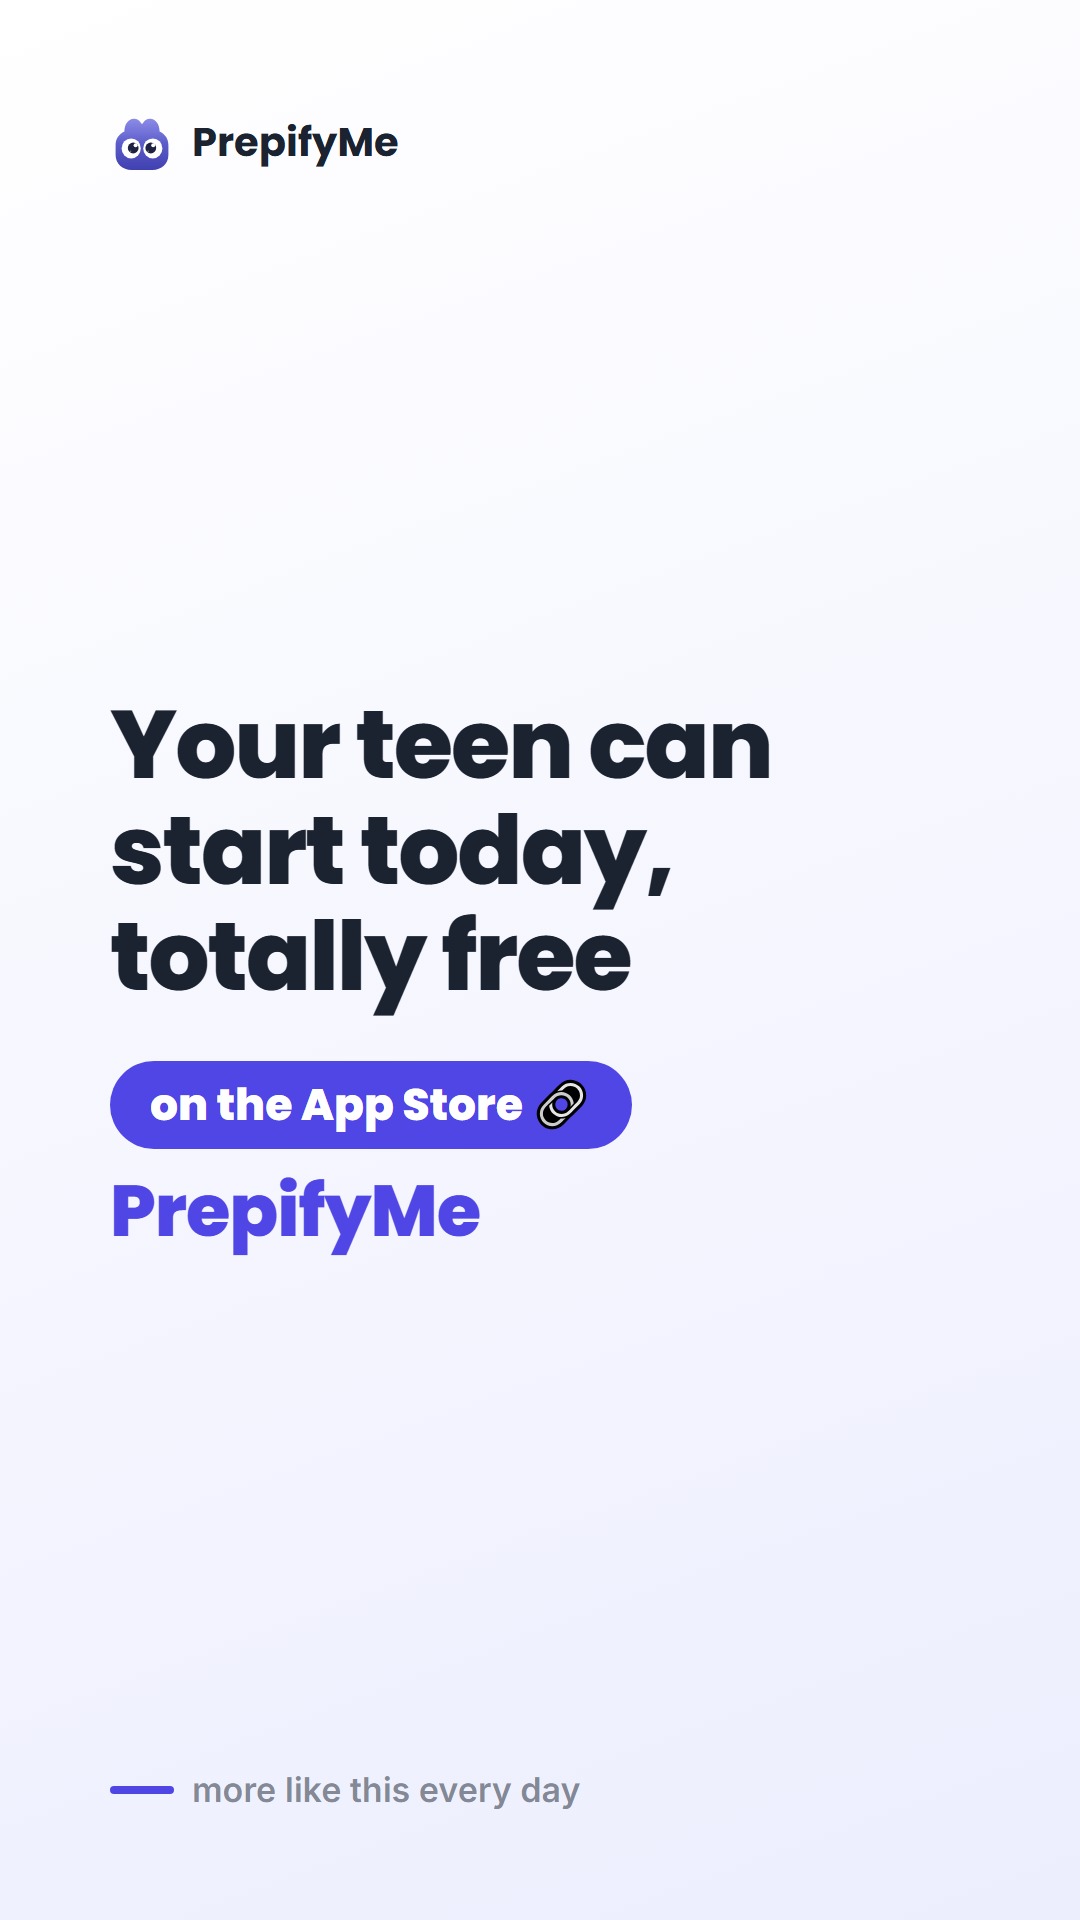 PrepifyMe
Your teen can
start today,
totally free
on the App Store 🔗
PrepifyMe
more like this every day